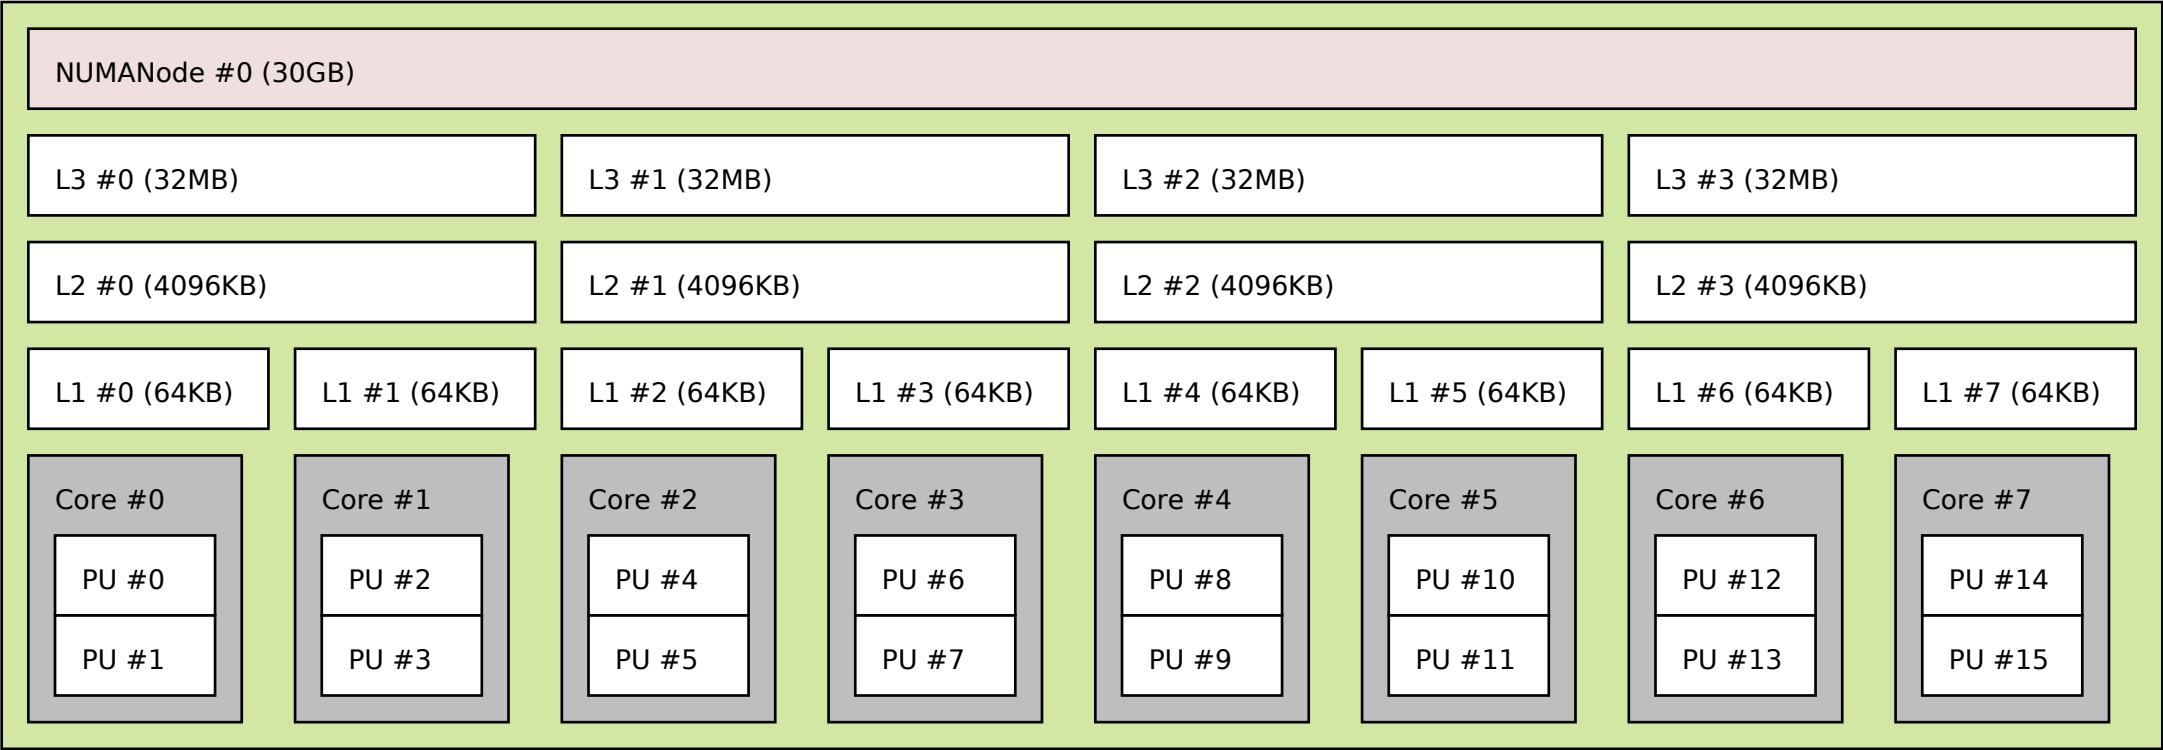 NUMANode #0 (30GB)
L3 #0 (32MB) L3 #1 (32MB) L3 #2 (32MB) L3 #3 (32MB)
L2 #0 (4096KB) L2 #1 (4096KB) L2 #2 (4096KB) L2 #3 (4096KB)
L1 #0 (64KB) L1 #1 (64KB) L1 #2 (64KB) L1 #3 (64KB) L1 #4 (64KB) L1 #5 (64KB) L1 #6 (64KB) L1 #7 (64KB)
Core #0 Core #1 Core #2 Core #3 Core #4 Core #5 Core #6 Core #7
PU #0 PU #2 PU #4 PU #6 PU #8 PU #10 PU #12 PU #14
PU #1 PU #3 PU #5 PU #7 PU #9 PU #11 PU #13 PU #15